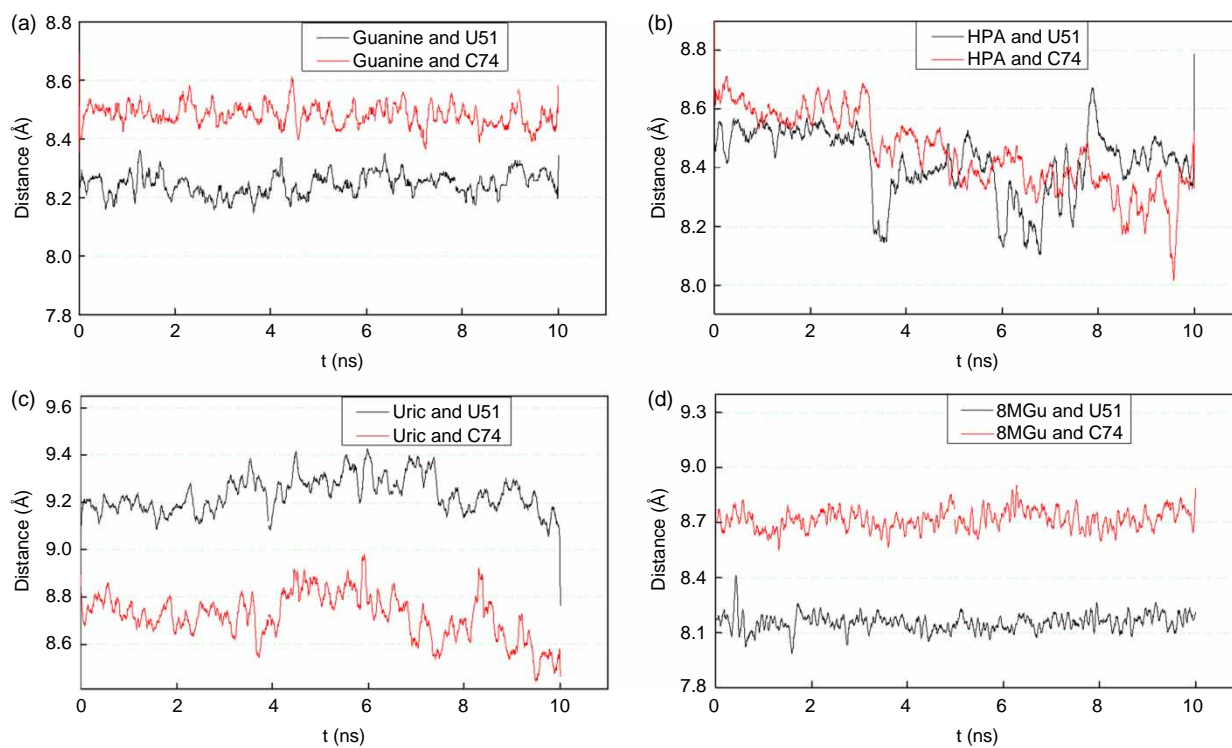 (a)
8.8
8.6
8.4
8.2
8.0
7.8
Distance (Å)
Guanine and U51
Guanine and C74
0 2 4 6 8 10
t (ns)
(b)
8.8
8.6
8.4
8.2
8.0
Distance (Å)
HPA and U51
HPA and C74
0 2 4 6 8 10
t (ns)
(c)
9.6
9.4
9.2
9.0
8.8
8.6
Distance (Å)
Uric and U51
Uric and C74
0 2 4 6 8 10
t (ns)
(d)
9.3
9.0
8.7
8.4
8.1
7.8
Distance (Å)
8MGu and U51
8MGu and C74
0 2 4 6 8 10
t (ns)